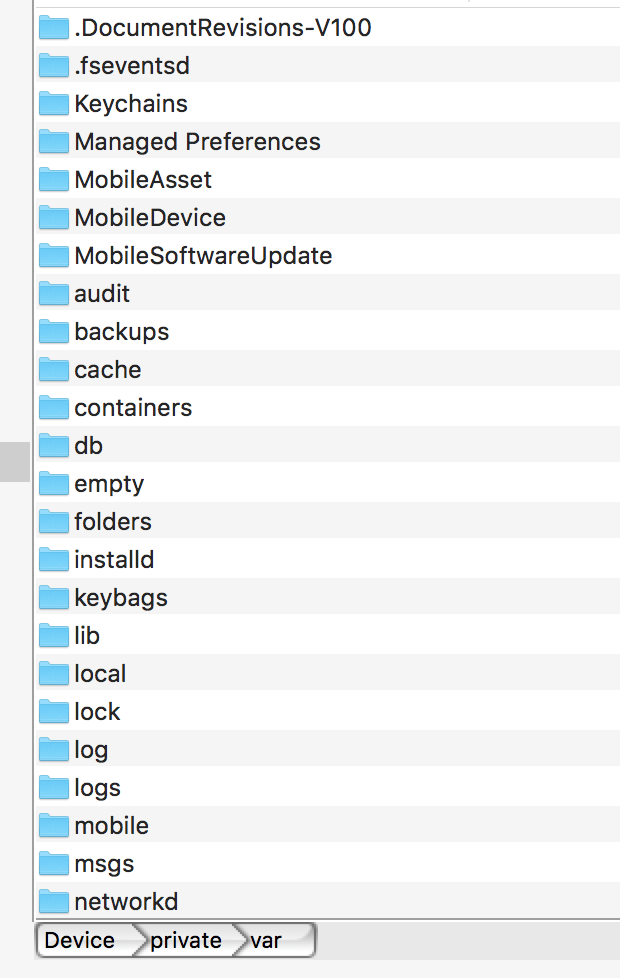 .DocumentRevisions-V100
.fseventsd
Keychains
Managed Preferences
MobileAsset
MobileDevice
MobileSoftwareUpdate
audit
backups
cache
containers
db
empty
folders
installd
keybags
lib
local
lock
log
logs
mobile
msgs
networkd
Device private var